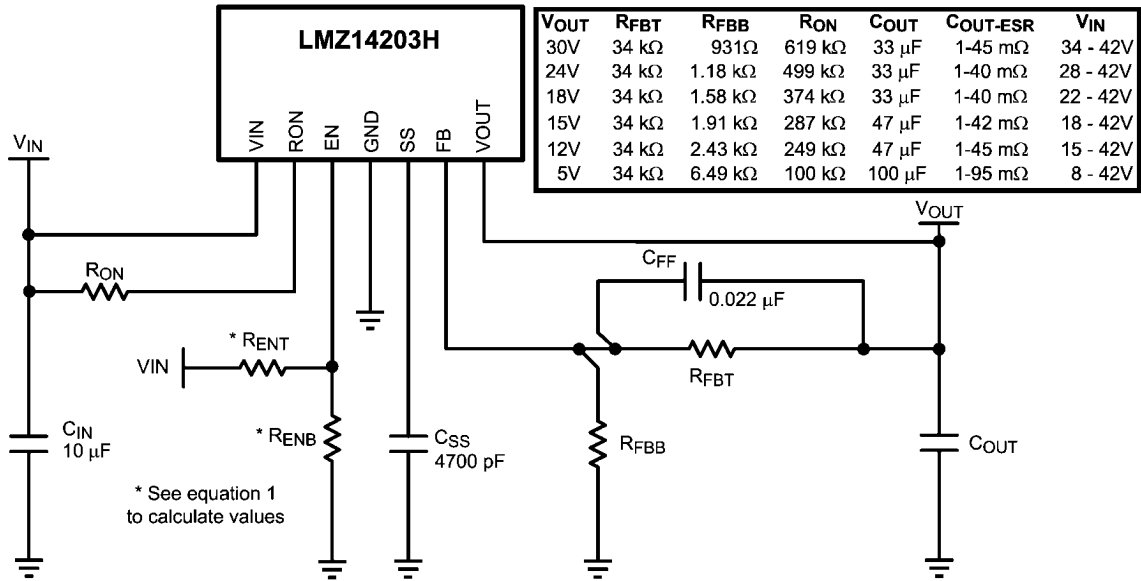 LMZ14203H
VIN
RON
EN
GND
SS
FB
VOUT
VOUT RFBT RFBB RON COUT COUT-ESR VIN
30V 34 kΩ 931Ω 619 kΩ 33 μF 1-45 mΩ 34 - 42V
24V 34 kΩ 1.18 kΩ 499 kΩ 33 μF 1-40 mΩ 28 - 42V
18V 34 kΩ 1.58 kΩ 374 kΩ 33 μF 1-40 mΩ 22 - 42V
15V 34 kΩ 1.91 kΩ 287 kΩ 47 μF 1-42 mΩ 18 - 42V
12V 34 kΩ 2.43 kΩ 249 kΩ 47 μF 1-45 mΩ 15 - 42V
5V 34 kΩ 6.49 kΩ 100 kΩ 100 μF 1-95 mΩ 8 - 42V
VIN
VOUT
RON
CFF
0.022 μF
* RENT
VIN
RFBT
CIN
10 μF
* RENB
CSS
4700 pF
RFBB
COUT
* See equation 1
to calculate values